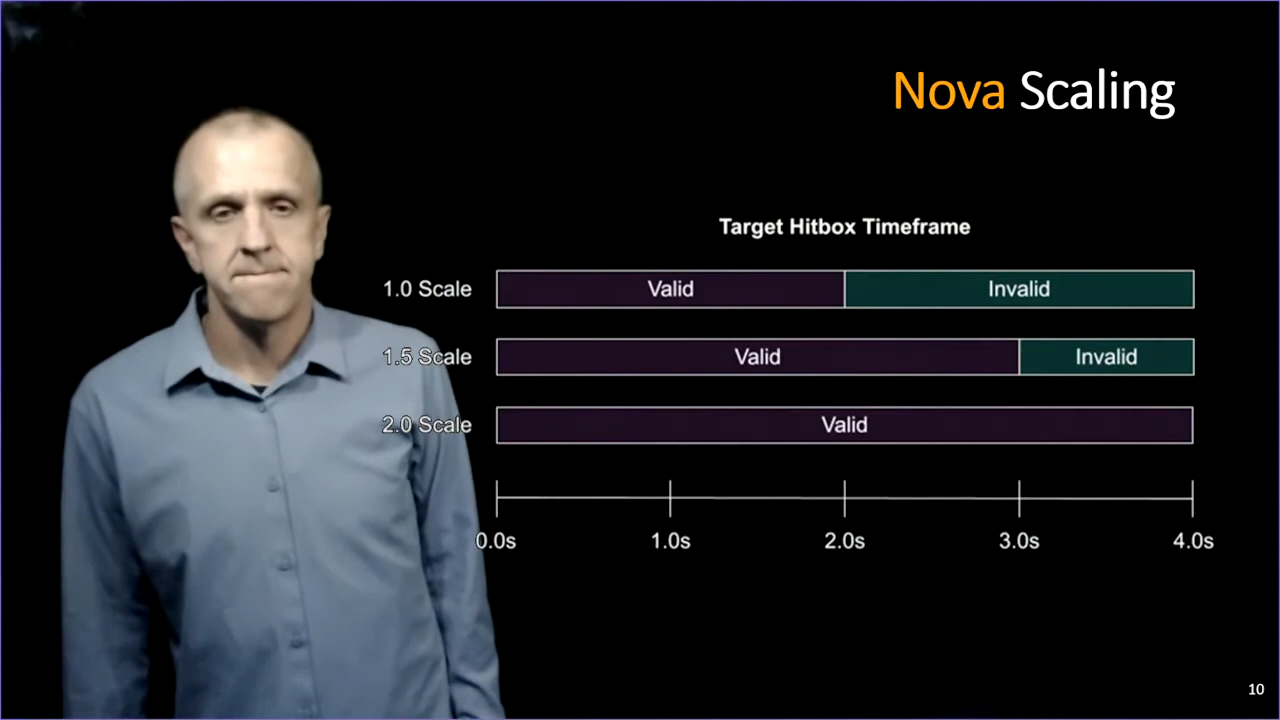 Nova Scaling
Target Hitbox Timeframe
1.0 Scale Valid Invalid
1.5 Scale Valid Invalid
2.0 Scale Valid
0.0s 1.0s 2.0s 3.0s 4.0s
10